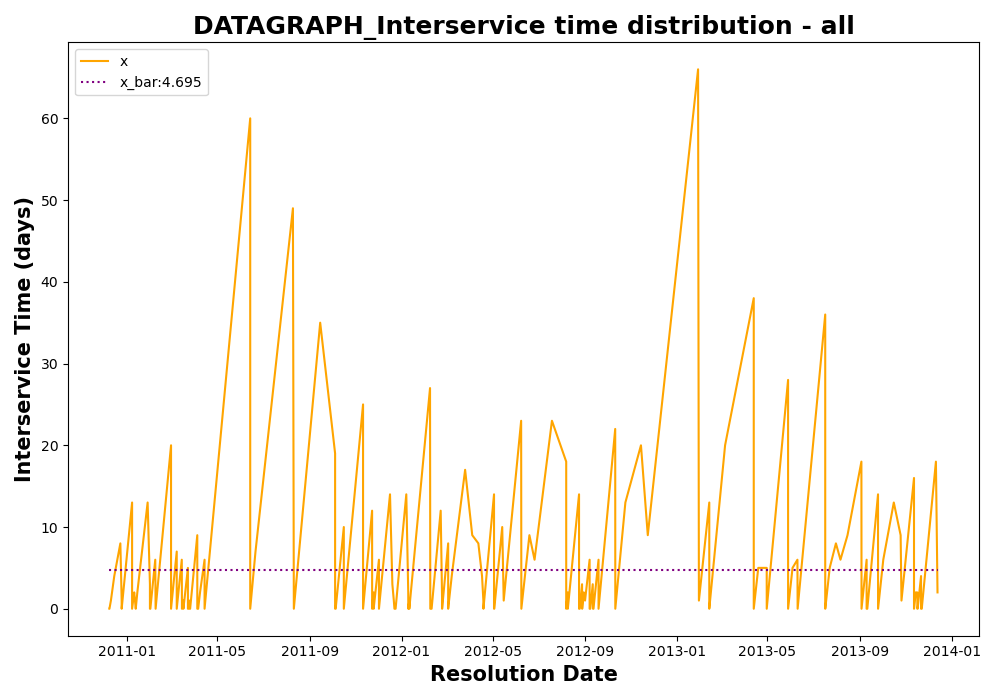 DATAGRAPH_Interservice time distribution - all
x
x_bar:4.695
Interservice Time (days)
60
50
40
30
20
10
0
2011-01 2011-05 2011-09 2012-01 2012-05 2012-09 2013-01 2013-05 2013-09 2014-01
Resolution Date